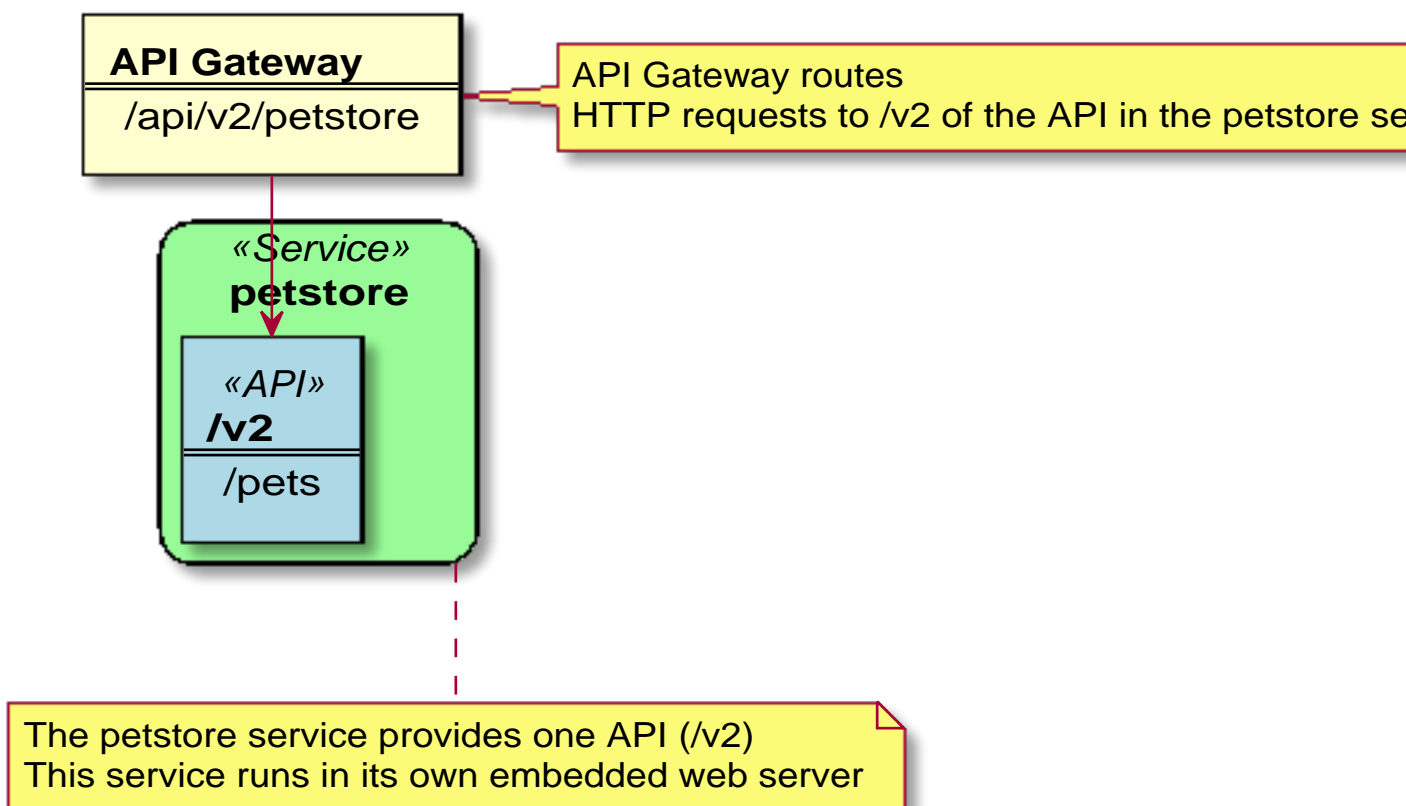 API Gateway
/api/v2/petstore
API Gateway routes
HTTP requests to /v2 of the API in the petstore se
«Service»
petstore
«API»
/v2
/pets
The petstore service provides one API (/v2)
This service runs in its own embedded web server